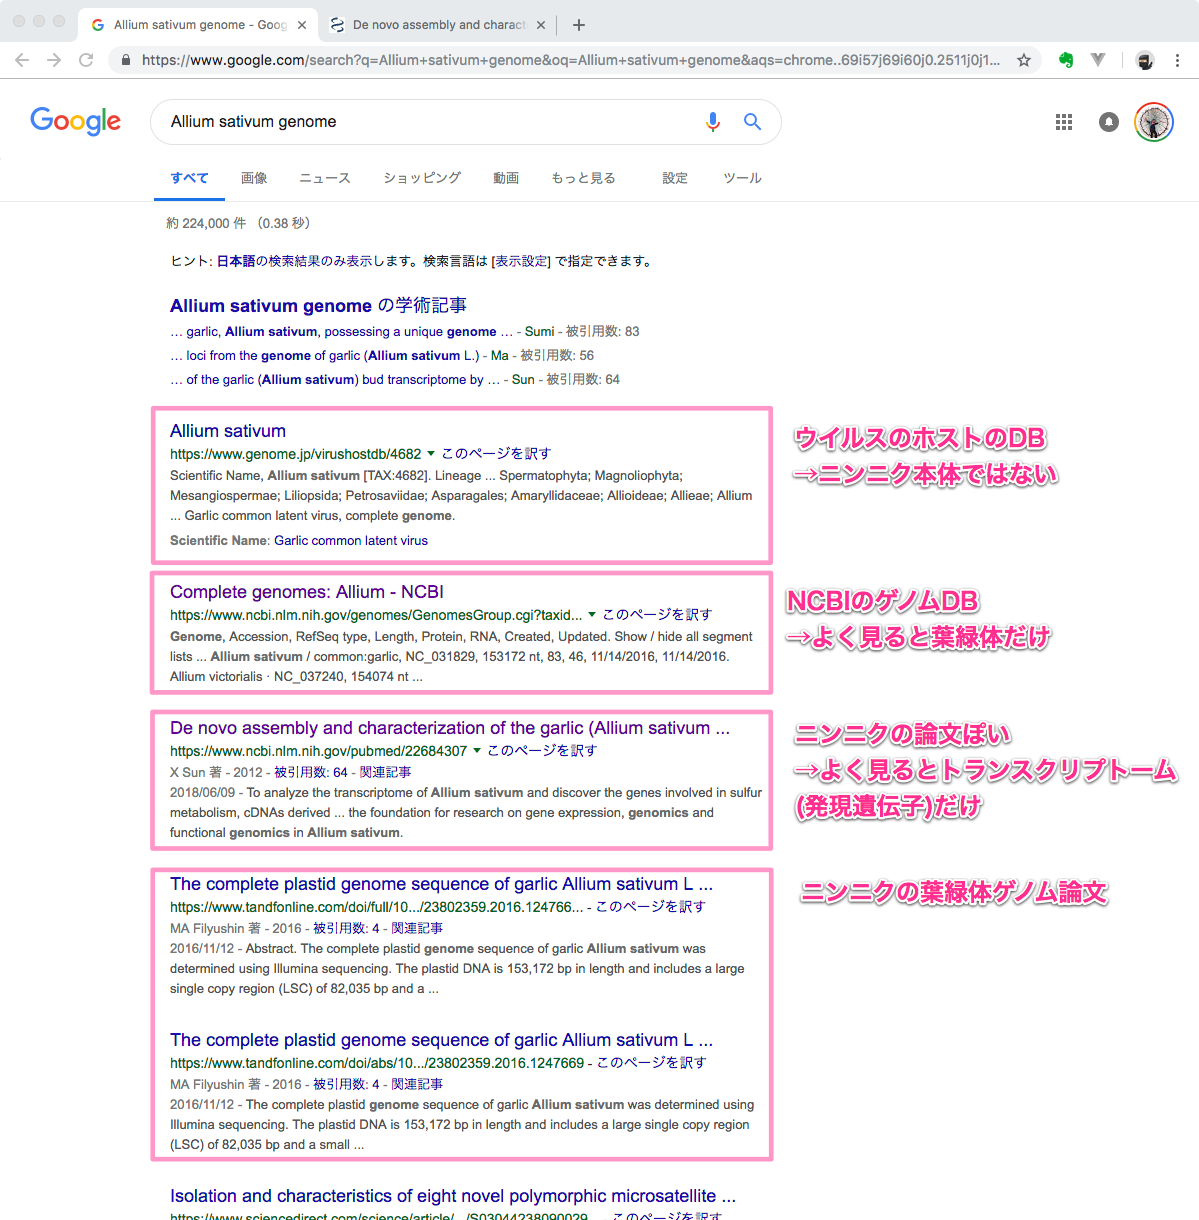 Allium sativum genome - Goog
De novo assembly and charact
https://www.google.com/search?q=Allium+sativum+genome&oq=Allium+sativum+genome&aqs=chrome..69i57j69i60j0.2511j0j1...
Google
Allium sativum genome
すべて 画像 ニュース ショッピング 動画 もっと見る 設定 ツール
約 224,000 件 （0.38 秒）
ヒント: 日本語の検索結果のみ表示します。検索言語は [表示設定] で指定できます。
Allium sativum genome の学術記事
... garlic, Allium sativum, possessing a unique genome ... - Sumi - 被引用数: 83
... loci from the genome of garlic (Allium sativum L.) - Ma - 被引用数: 56
... of the garlic (Allium sativum) bud transcriptome by ... - Sun - 被引用数: 64
Allium sativum
https://www.genome.jp/virushostdb/4682 ▼ このページを訳す
Scientific Name, Allium sativum [TAX:4682]. Lineage ... Spermatophyta; Magnoliophyta;
Mesangiospermae; Liliopsida; Petrosaviidae; Asparagales; Amaryllidaceae; Allioideae; Allieae; Allium
... Garlic common latent virus, complete genome.
Scientific Name: Garlic common latent virus
ウイルスのホストのDB
→ニンニク本体ではない
Complete genomes: Allium - NCBI
https://www.ncbi.nlm.nih.gov/genomes/GenomesGroup.cgi?taxid... ▼ このページを訳す
Genome, Accession, RefSeq type, Length, Protein, RNA, Created, Updated. Show / hide all segment
lists ... Allium sativum / common:garlic, NC_031829, 153172 nt, 83, 46, 11/14/2016, 11/14/2016.
Allium victorialis · NC_037240, 154074 nt ...
NCBIのゲノムDB
→よく見ると葉緑体だけ
De novo assembly and characterization of the garlic (Allium sativum ...
https://www.ncbi.nlm.nih.gov/pubmed/22684307 ▼ このページを訳す
X Sun 著 - 2012 - 被引用数: 64 - 関連記事
2018/06/09 - To analyze the transcriptome of Allium sativum and discover the genes involved in sulfur
metabolism, cDNAs derived ... the foundation for research on gene expression, genomics and
functional genomics in Allium sativum.
ニンニクの論文ぽい
→よく見るとトランスクリプトーム
(発現遺伝子)だけ
The complete plastid genome sequence of garlic Allium sativum L ...
https://www.tandfonline.com/doi/full/10.../23802359.2016.124766... - このページを訳す
MA Filyushin 著 - 2016 - 被引用数: 4 - 関連記事
2016/11/12 - Abstract. The complete plastid genome sequence of garlic Allium sativum was
determined using Illumina sequencing. The plastid DNA is 153,172 bp in length and includes a large
single copy region (LSC) of 82,035 bp and a ...
ニンニクの葉緑体ゲノム論文
The complete plastid genome sequence of garlic Allium sativum L ...
https://www.tandfonline.com/doi/abs/10.../23802359.2016.1247669 - このページを訳す
MA Filyushin 著 - 2016 - 被引用数: 4 - 関連記事
2016/11/12 - The complete plastid genome sequence of garlic Allium sativum was determined using
Illumina sequencing. The plastid DNA is 153,172 bp in length and includes a large single copy region
(LSC) of 82,035 bp and a small ...
Isolation and characteristics of eight novel polymorphic microsatellite ...
https://www.sciencedirect.com/science/article/.../S03044238090029... - このページを訳す